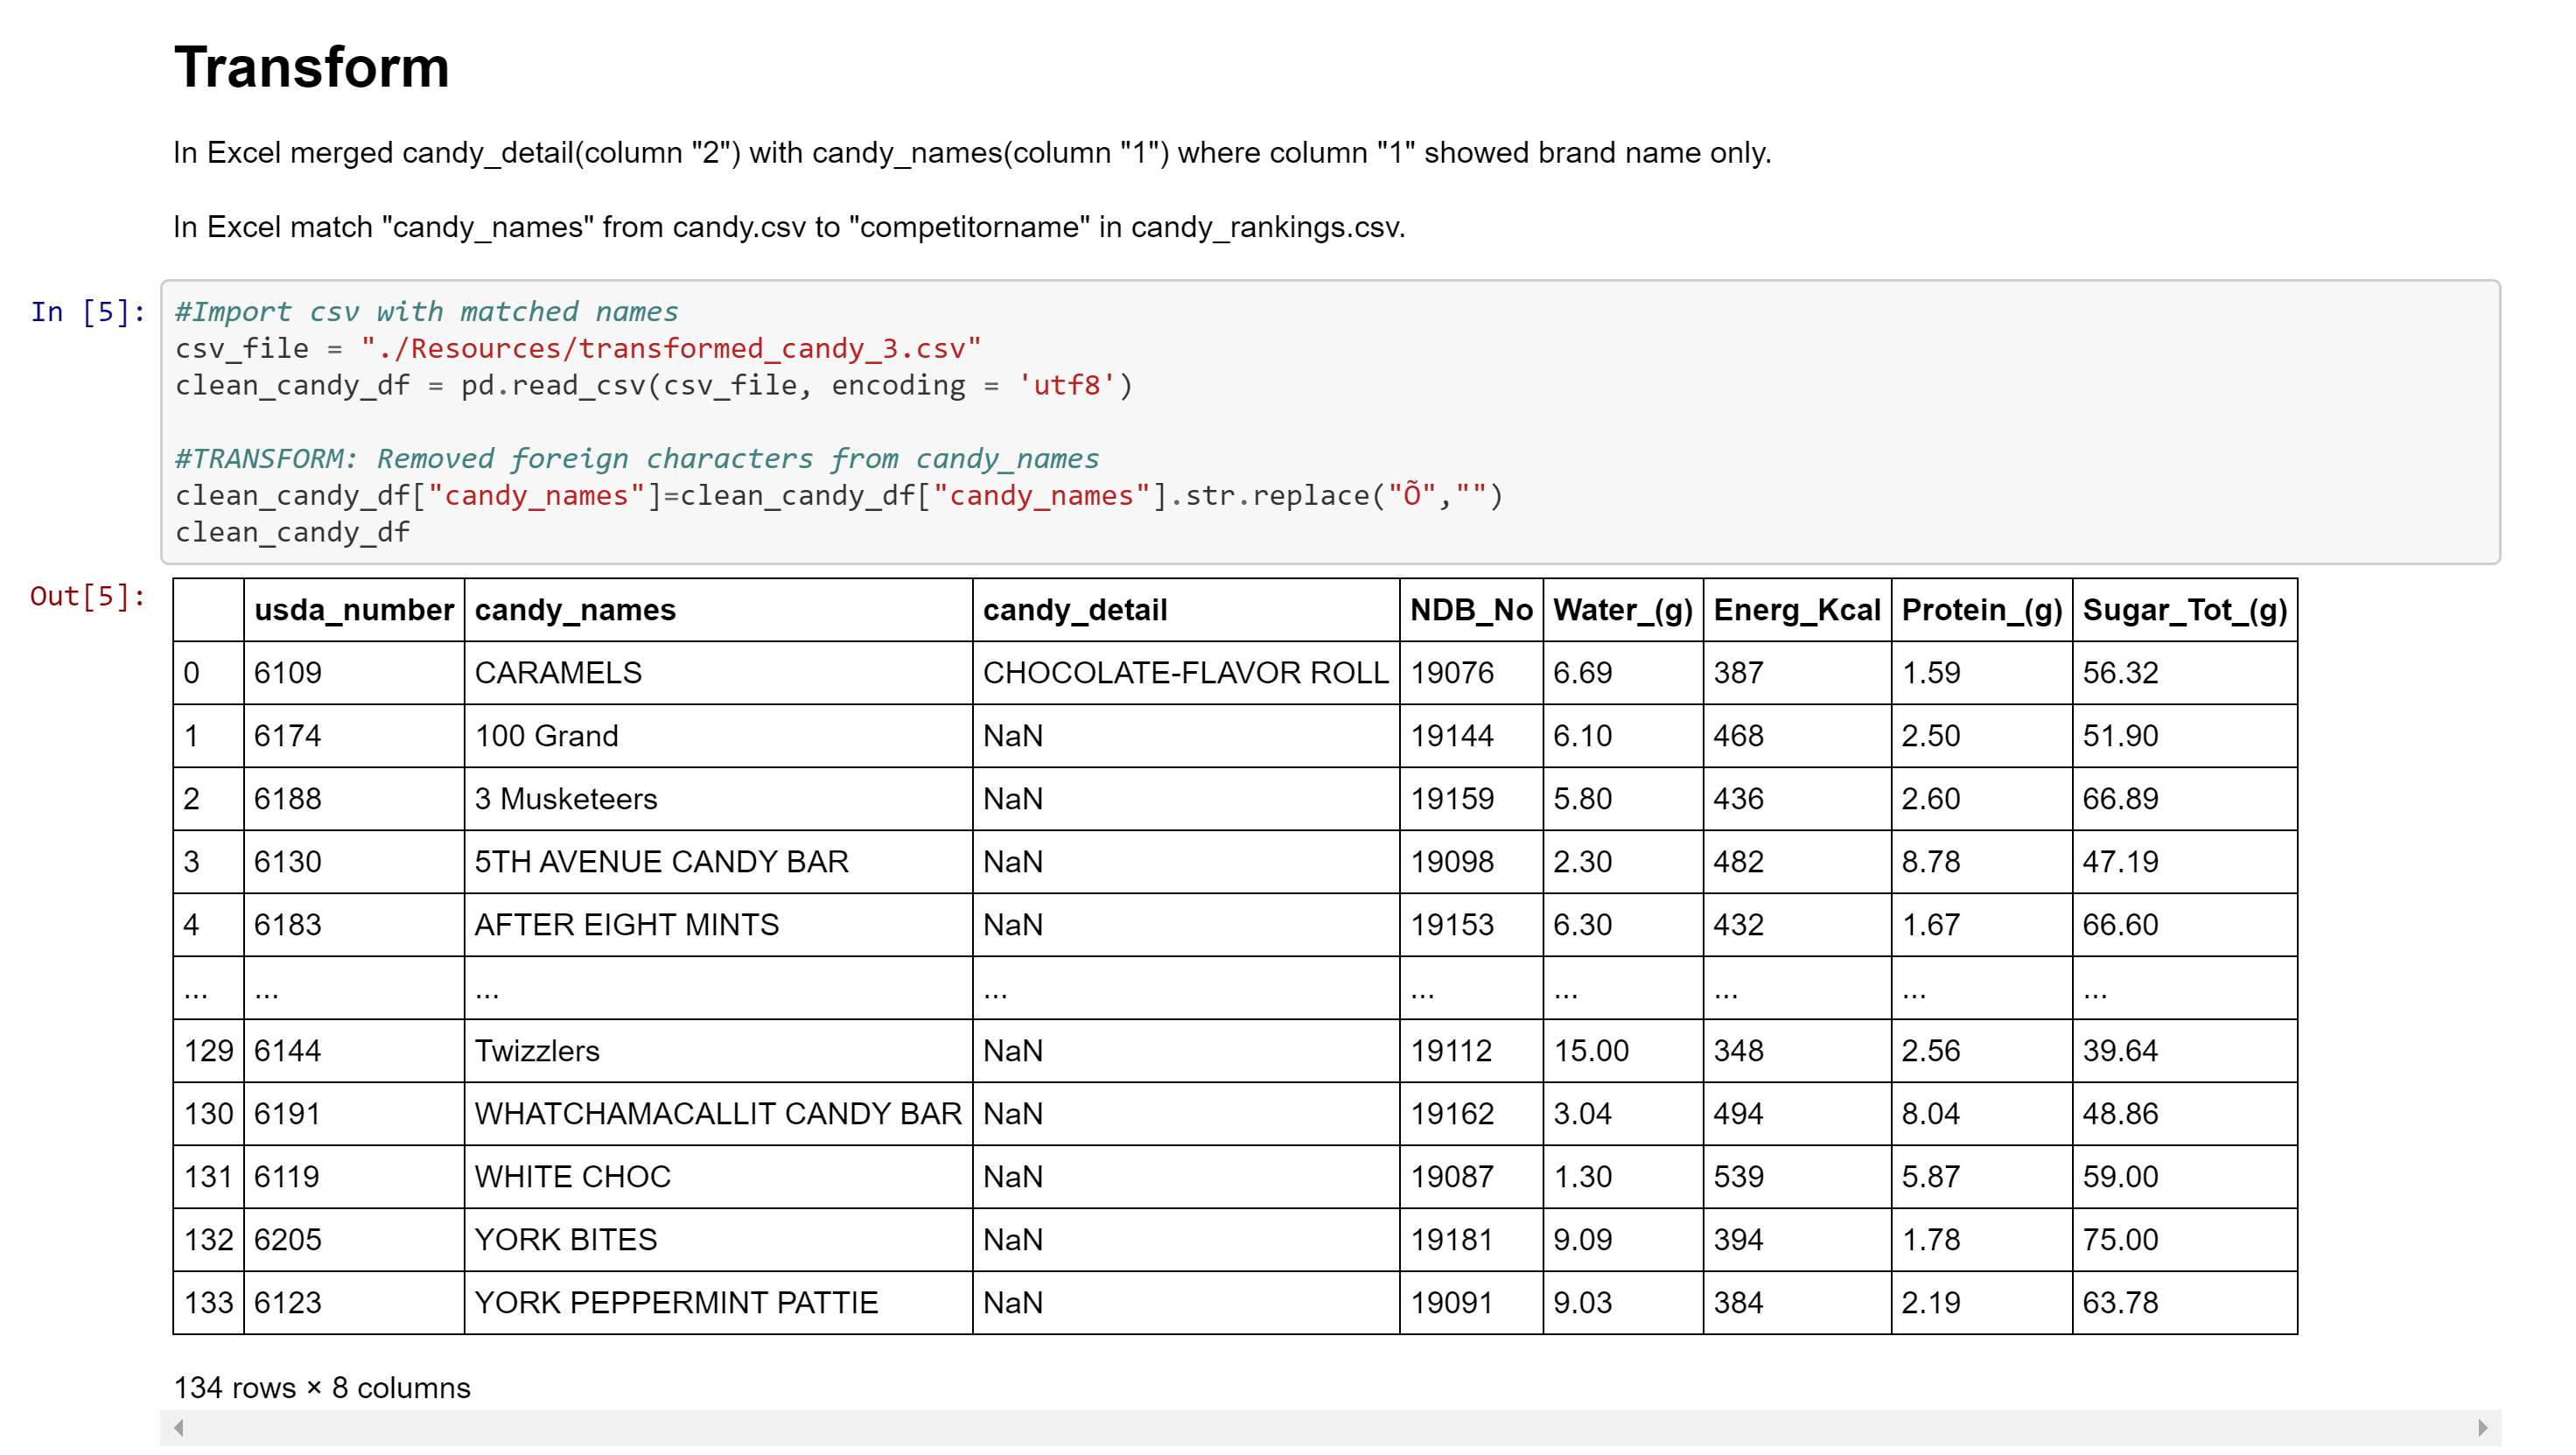 Transform
In Excel merged candy_detail(column "2") with candy_names(column "1") where column "1" showed brand name only.
In Excel match "candy_names" from candy.csv to "competitorname" in candy_rankings.csv.
In [5]:
#Import csv with matched names
csv_file = "./Resources/transformed_candy_3.csv"
clean_candy_df = pd.read_csv(csv_file, encoding = 'utf8')
#TRANSFORM: Removed foreign characters from candy_names
clean_candy_df["candy_names"]=clean_candy_df["candy_names"].str.replace("Õ","")
clean_candy_df
Out[5]:
usda_number candy_names candy_detail NDB_No Water_(g) Energ_Kcal Protein_(g) Sugar_Tot_(g)
0 6109 CARAMELS CHOCOLATE-FLAVOR ROLL 19076 6.69 387 1.59 56.32
1 6174 100 Grand NaN 19144 6.10 468 2.50 51.90
2 6188 3 Musketeers NaN 19159 5.80 436 2.60 66.89
3 6130 5TH AVENUE CANDY BAR NaN 19098 2.30 482 8.78 47.19
4 6183 AFTER EIGHT MINTS NaN 19153 6.30 432 1.67 66.60
... ... ... ... ... ... ... ... ...
129 6144 Twizzlers NaN 19112 15.00 348 2.56 39.64
130 6191 WHATCHAMACALLIT CANDY BAR NaN 19162 3.04 494 8.04 48.86
131 6119 WHITE CHOC NaN 19087 1.30 539 5.87 59.00
132 6205 YORK BITES NaN 19181 9.09 394 1.78 75.00
133 6123 YORK PEPPERMINT PATTIE NaN 19091 9.03 384 2.19 63.78
134 rows × 8 columns